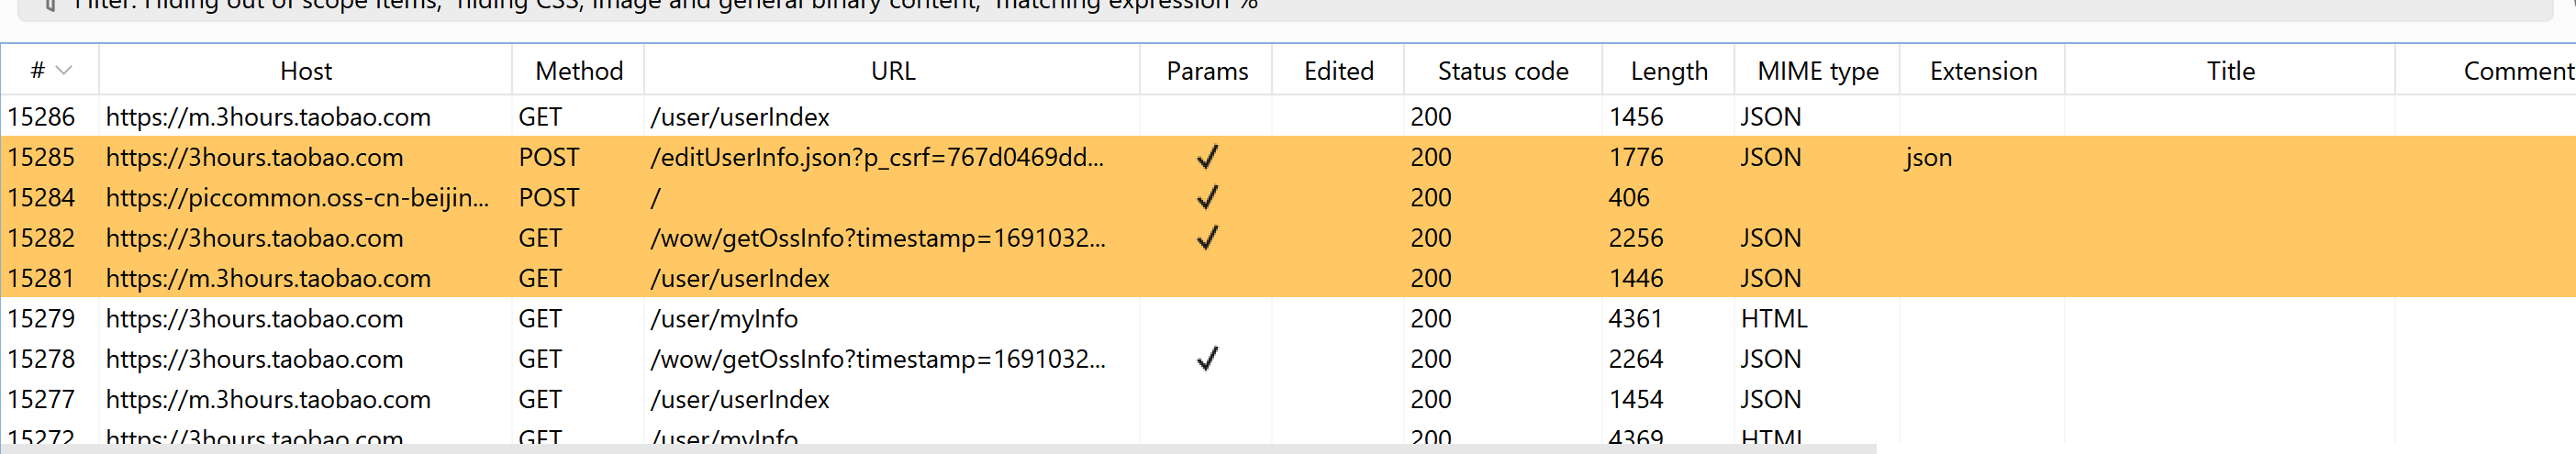 Filter: Hiding out of scope items; hiding CSS, image and general binary content; matching expression %
# Host Method URL Params Edited Status code Length MIME type Extension Title Comment
15286 https://m.3hours.taobao.com GET /user/userIndex 200 1456 JSON
15285 https://3hours.taobao.com POST /editUserInfo.json?p_csrf=767d0469dd... ✓ 200 1776 JSON json
15284 https://piccommon.oss-cn-beijin... POST / ✓ 200 406
15282 https://3hours.taobao.com GET /wow/getOssInfo?timestamp=1691032... ✓ 200 2256 JSON
15281 https://m.3hours.taobao.com GET /user/userIndex 200 1446 JSON
15279 https://3hours.taobao.com GET /user/myInfo 200 4361 HTML
15278 https://3hours.taobao.com GET /wow/getOssInfo?timestamp=1691032... ✓ 200 2264 JSON
15277 https://m.3hours.taobao.com GET /user/userIndex 200 1454 JSON
15272 https://3hours.taobao.com GET /user/myInfo 200 4369 HTML